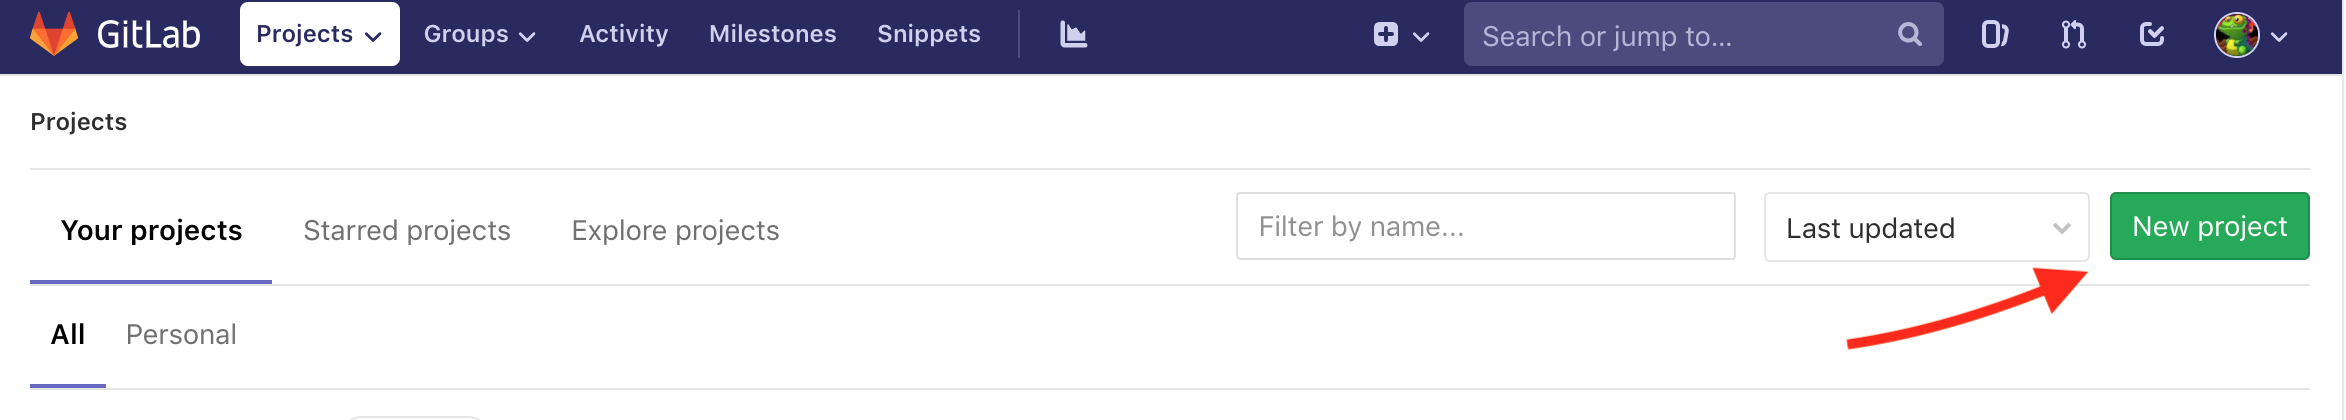 GitLab Projects Groups Activity Milestones Snippets Search or jump to...
Projects
Your projects Starred projects Explore projects Filter by name... Last updated New project
All Personal